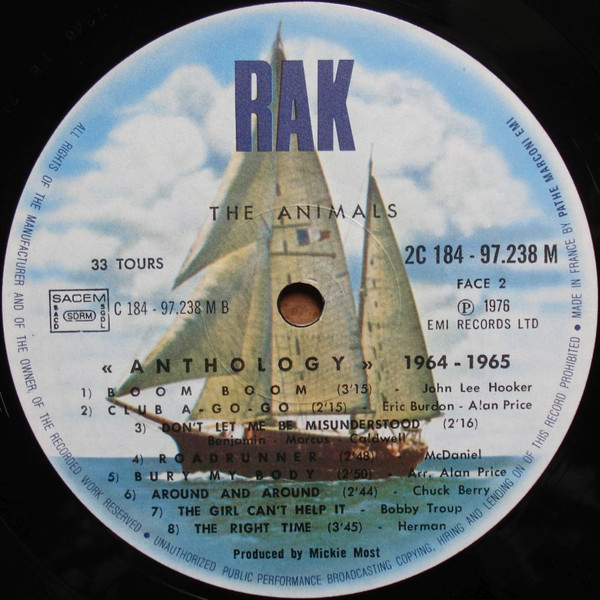 RAK
THE ANIMALS
33 TOURS
2C 184 - 97.238 M
FACE 2
SACEM
SACD
SDRM
SGDL
C 184 - 97.238 M B
Ⓟ 1976
EMI RECORDS LTD
« ANTHOLOGY » 1964 - 1965
1) BOOM BOOM (3'15) - John Lee Hooker
2) CLUB A-GO-GO (2'15) - Eric Burdon - Alan Price
3) DON'T LET ME BE MISUNDERSTOOD (2'16)
Benjamin - Marcus - Caldwell
4) ROADRUNNER (2'48) - McDaniel
5) BURY MY BODY (2'50) - Arr. Alan Price
6) AROUND AND AROUND (2'44) - Chuck Berry
7) THE GIRL CAN'T HELP IT - Bobby Troup
8) THE RIGHT TIME (3'45) - Herman
Produced by Mickie Most
ALL RIGHTS OF THE MANUFACTURER AND OF THE OWNER OF THE RECORDED WORK RESERVED • UNAUTHORIZED PUBLIC PERFORMANCE BROADCASTING COPYING, HIRING AND LENDING ON OF THIS RECORD PROHIBITED • MADE IN FRANCE BY PATHE MARCONI EMI